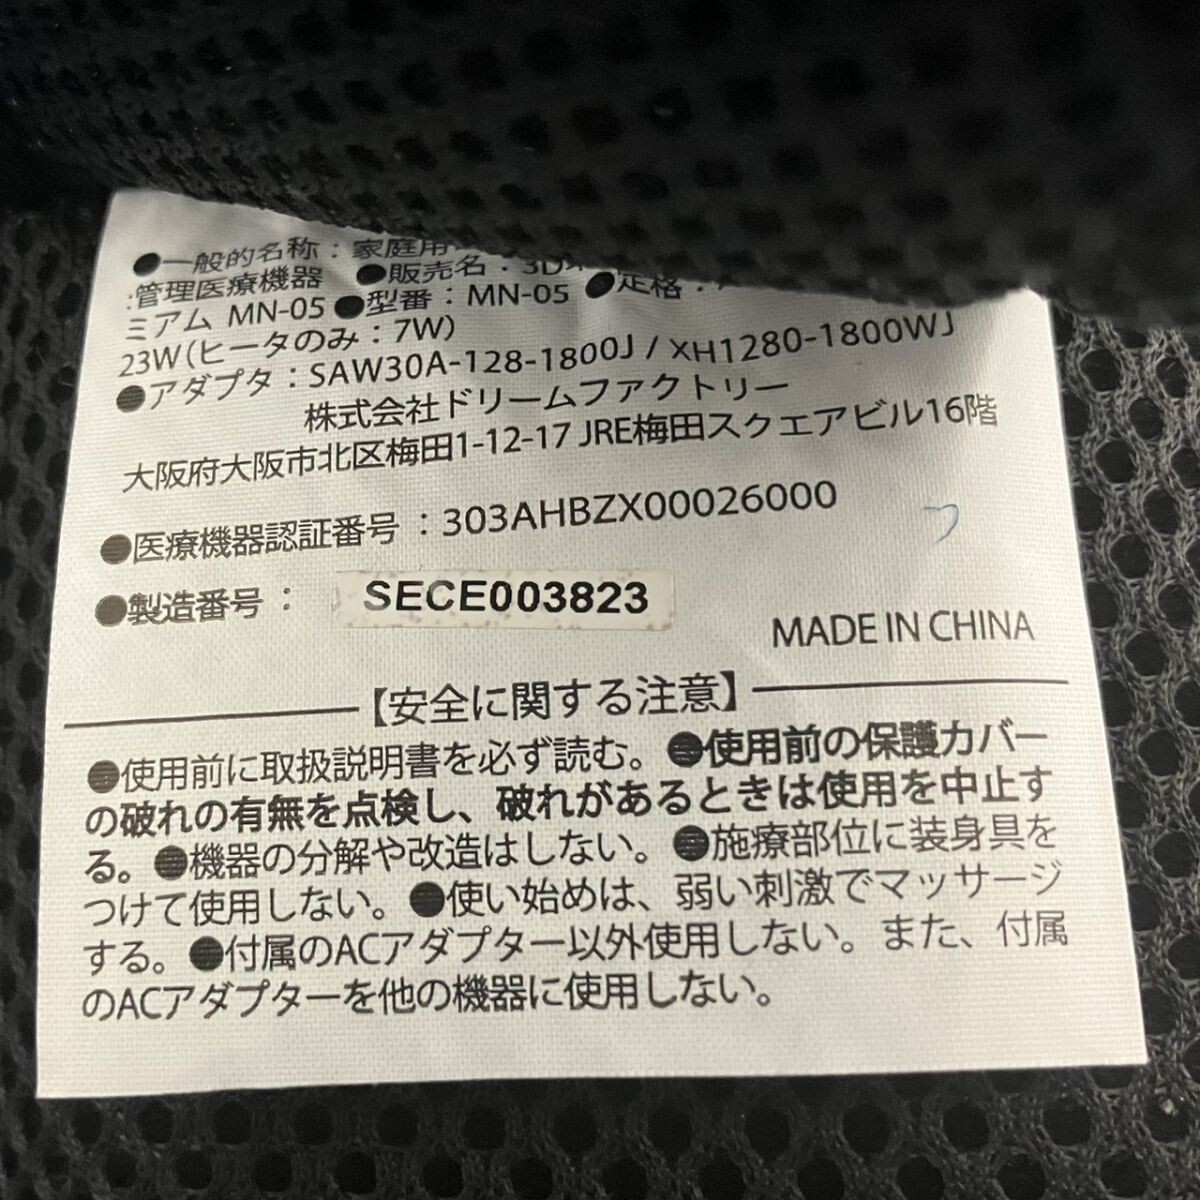 ●一般的名称：家庭用
:管理医療機器 ●販売名：3D
ミアム MN-05 ●型番：MN-05 ●定格：
23W(ヒータのみ：7W)
●アダプタ：SAW30A-128-1800J / XH1280-1800WJ
株式会社ドリームファクトリー
大阪府大阪市北区梅田1-12-17 JRE梅田スクエアビル16階
●医療機器認証番号：303AHBZX00026000
●製造番号： SECE003823
MADE IN CHINA
【安全に関する注意】
●使用前に取扱説明書を必ず読む。●使用前の保護カバー
の破れの有無を点検し、破れがあるときは使用を中止す
る。●機器の分解や改造はしない。●施療部位に装身具を
つけて使用しない。●使い始めは、弱い刺激でマッサージ
する。●付属のACアダプター以外使用しない。また、付属
のACアダプターを他の機器に使用しない。